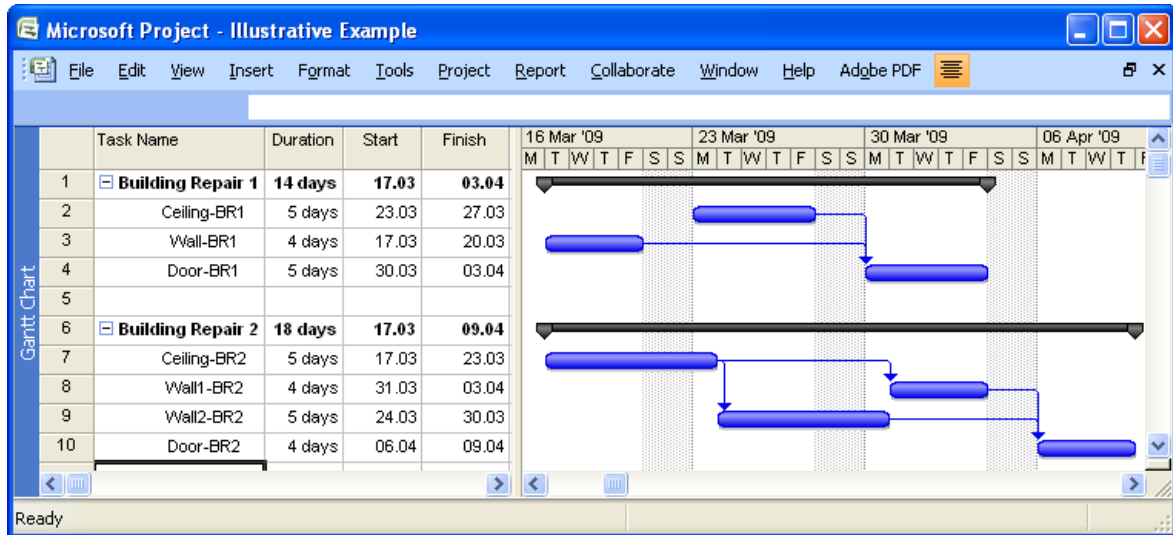 Microsoft Project - Illustrative Example
File Edit View Insert Format Tools Project Report Collaborate Window Help Adobe PDF
Task Name Duration Start Finish 16 Mar '09 23 Mar '09 30 Mar '09 06 Apr '09
M T W T F S S M T W T F S S M T W T F S S M T W T F
1 Building Repair 1 14 days 17.03 03.04
2 Ceiling-BR1 5 days 23.03 27.03
3 Wall-BR1 4 days 17.03 20.03
4 Door-BR1 5 days 30.03 03.04
5
6 Building Repair 2 18 days 17.03 09.04
7 Ceiling-BR2 5 days 17.03 23.03
8 Wall1-BR2 4 days 31.03 03.04
9 Wall2-BR2 5 days 24.03 30.03
10 Door-BR2 4 days 06.04 09.04
Gantt Chart
Ready